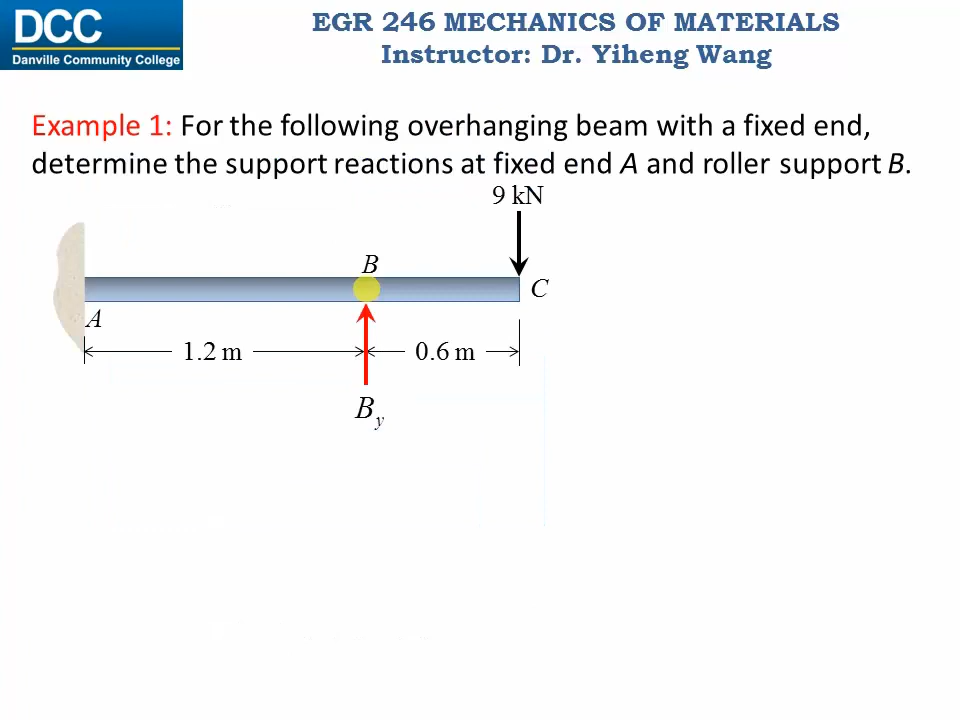 DCC
Danville Community College
EGR 246 MECHANICS OF MATERIALS
Instructor: Dr. Yiheng Wang
Example 1: For the following overhanging beam with a fixed end,
determine the support reactions at fixed end A and roller support B.
9 kN
B
C
A
1.2 m
0.6 m
By